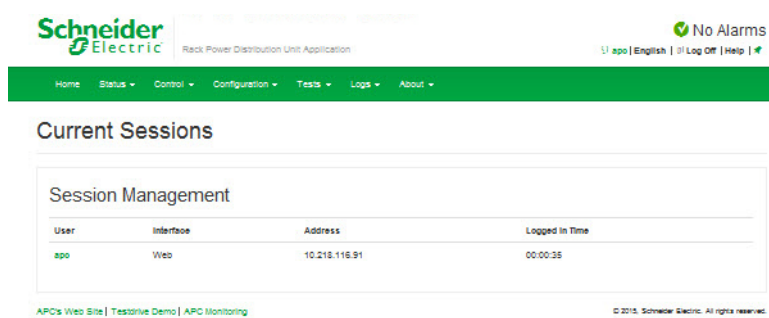 Schneider
Electric
Rack Power Distribution Unit Application
No Alarms
apo | English | Log Off | Help |
Home Status Control Configuration Tests Logs About
Current Sessions
Session Management
User Interface Address Logged In Time
apo Web 10.218.116.91 00:00:35
APC's Web Site | Testdrive Demo | APC Monitoring
© 2015, Schneider Electric. All rights reserved.